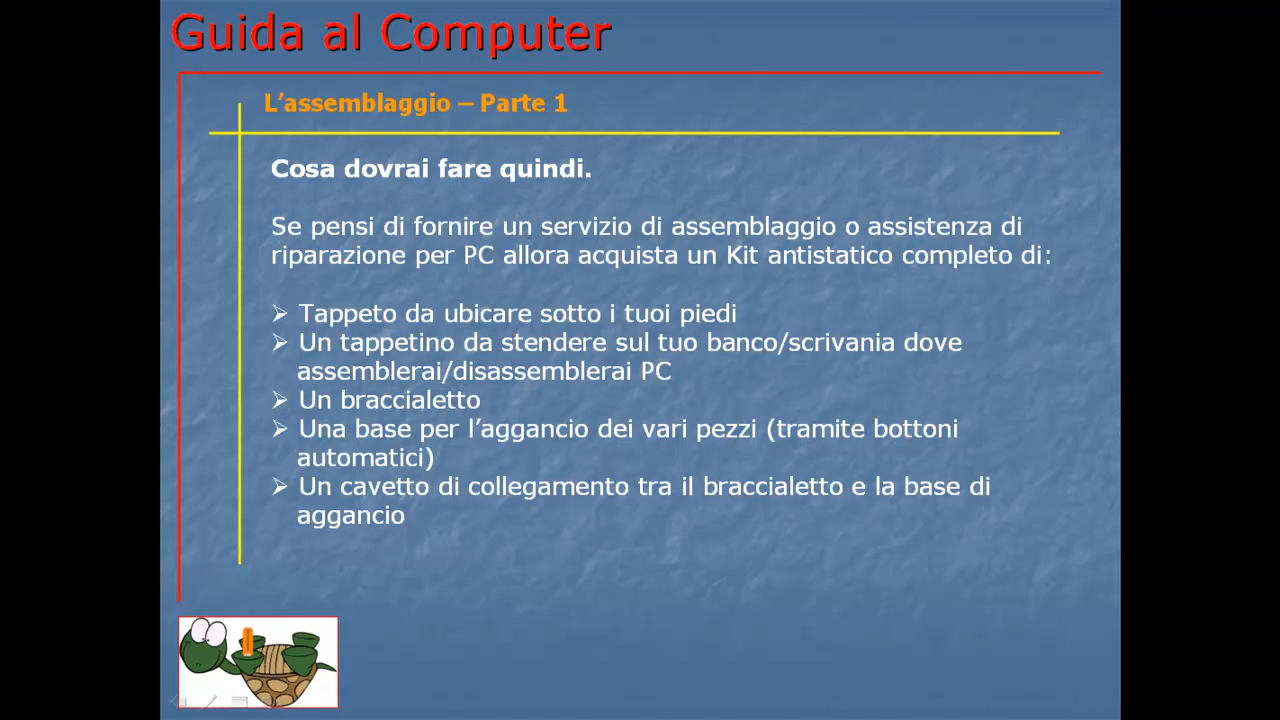 Guida al Computer
L’assemblaggio – Parte 1
Cosa dovrai fare quindi.
Se pensi di fornire un servizio di assemblaggio o assistenza di
riparazione per PC allora acquista un Kit antistatico completo di:
➢ Tappeto da ubicare sotto i tuoi piedi
➢ Un tappetino da stendere sul tuo banco/scrivania dove
assemblerai/disassemblerai PC
➢ Un braccialetto
➢ Una base per l’aggancio dei vari pezzi (tramite bottoni
automatici)
➢ Un cavetto di collegamento tra il braccialetto e la base di
aggancio